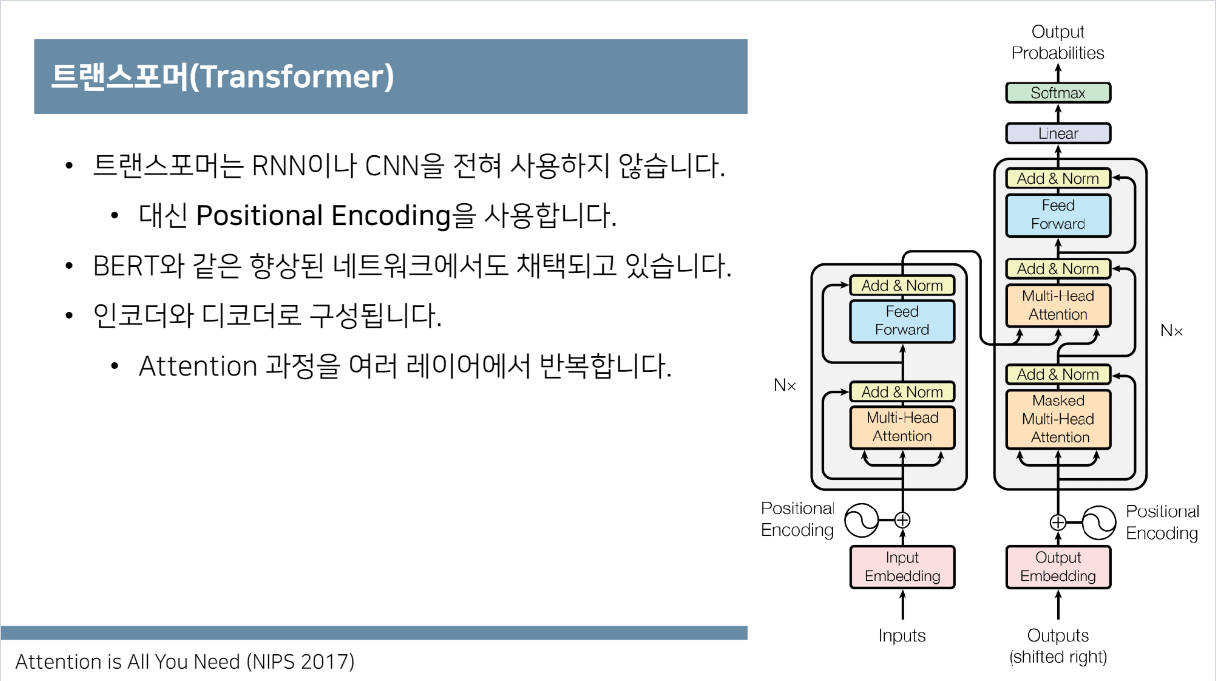 트랜스포머(Transformer)
• 트랜스포머는 RNN이나 CNN을 전혀 사용하지 않습니다.
• 대신 Positional Encoding을 사용합니다.
• BERT와 같은 향상된 네트워크에서도 채택되고 있습니다.
• 인코더와 디코더로 구성됩니다.
• Attention 과정을 여러 레이어에서 반복합니다.
Attention is All You Need (NIPS 2017)
Output
Probabilities
Softmax
Linear
Add & Norm
Feed
Forward
Add & Norm
Multi-Head
Attention
Add & Norm
Masked
Multi-Head
Attention
N×
Positional
Encoding
Output
Embedding
Outputs
(shifted right)
Add & Norm
Feed
Forward
Add & Norm
Multi-Head
Attention
N×
Positional
Encoding
Input
Embedding
Inputs